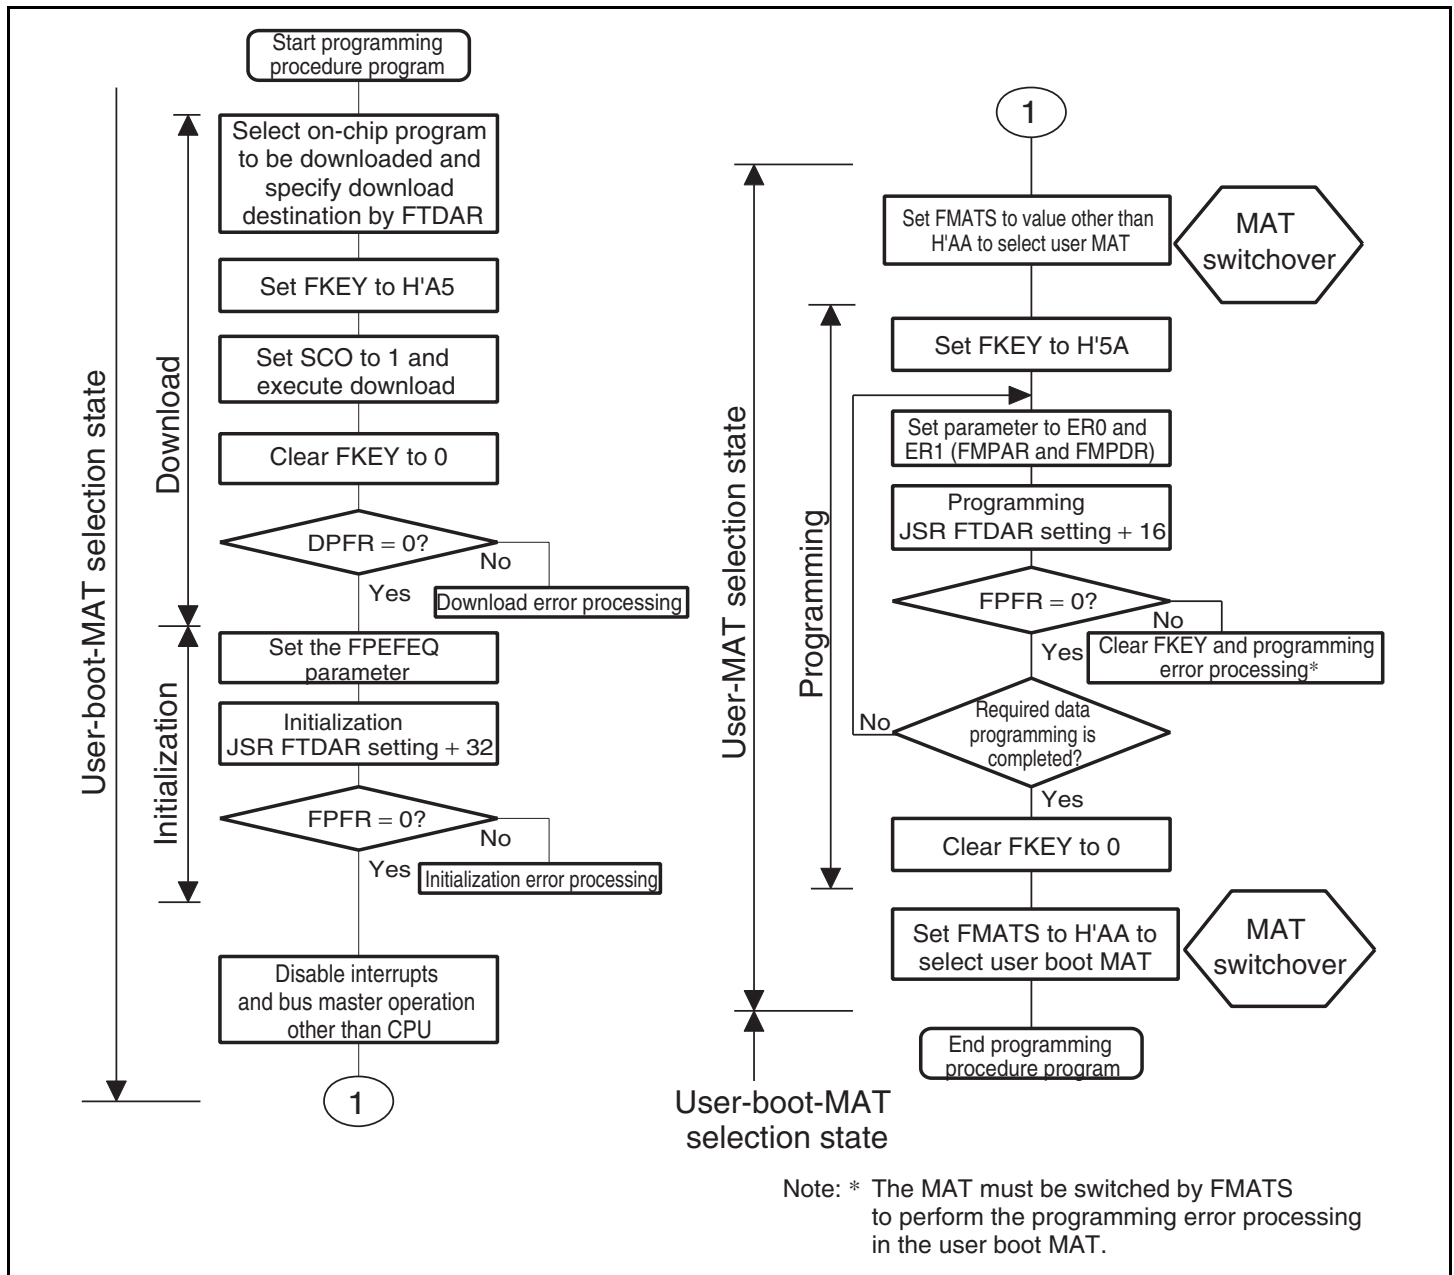 Start programming
procedure program
Select on-chip program
to be downloaded and
specify download
destination by FTDAR
Set FKEY to H'A5
Set SCO to 1 and
execute download
Clear FKEY to 0
DPFR = 0?
No
Yes
Download error processing
Set the FPEFEQ
parameter
Initialization
JSR FTDAR setting + 32
FPFR = 0?
No
Yes
Initialization error processing
Disable interrupts
and bus master operation
other than CPU
1
User-boot-MAT selection state
Download
Initialization
1
Set FMATS to value other than
H'AA to select user MAT
MAT
switchover
Set FKEY to H'5A
Set parameter to ER0 and
ER1 (FMPAR and FMPDR)
Programming
JSR FTDAR setting + 16
FPFR = 0?
No
Yes
Clear FKEY and programming
error processing*
Required data
programming is
completed?
No
Yes
Clear FKEY to 0
Set FMATS to H'AA to
select user boot MAT
MAT
switchover
End programming
procedure program
User-MAT selection state
Programming
User-boot-MAT
selection state
Note: * The MAT must be switched by FMATS
to perform the programming error processing
in the user boot MAT.